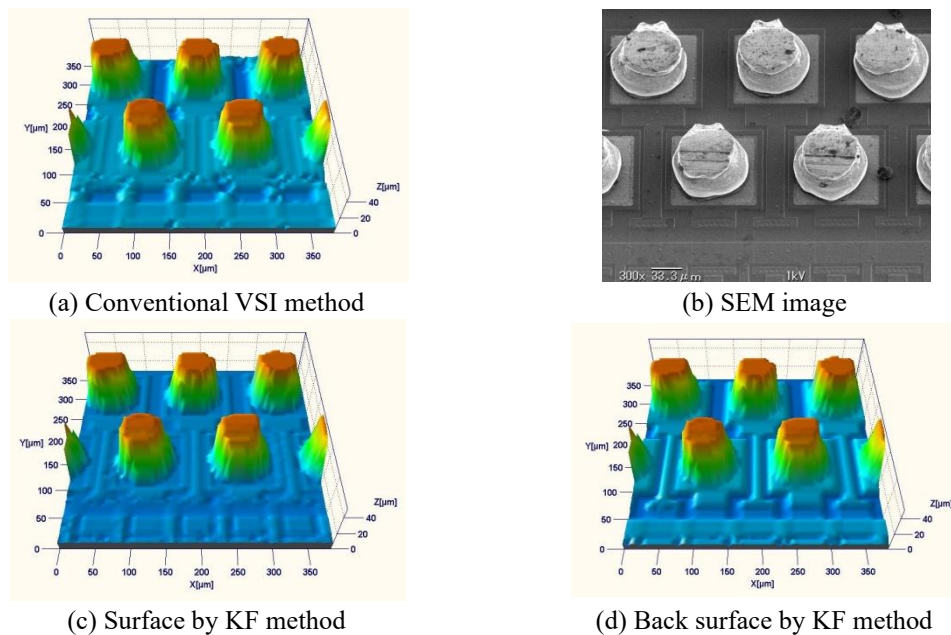 350
300
250
Y[µm] 200
150
100
50
0
Z[µm]
40
20
0
0 50 100 150 200 250 300 350
X[µm]
(a) Conventional VSI method
300x 33.3µm 1kV
(b) SEM image
350
300
250
Y[µm] 200
150
100
50
0
Z[µm]
40
20
0
0 50 100 150 200 250 300 350
X[µm]
(c) Surface by KF method
350
300
250
Y[µm] 200
150
100
50
0
Z[µm]
40
20
0
0 50 100 150 200 250 300 350
X[µm]
(d) Back surface by KF method